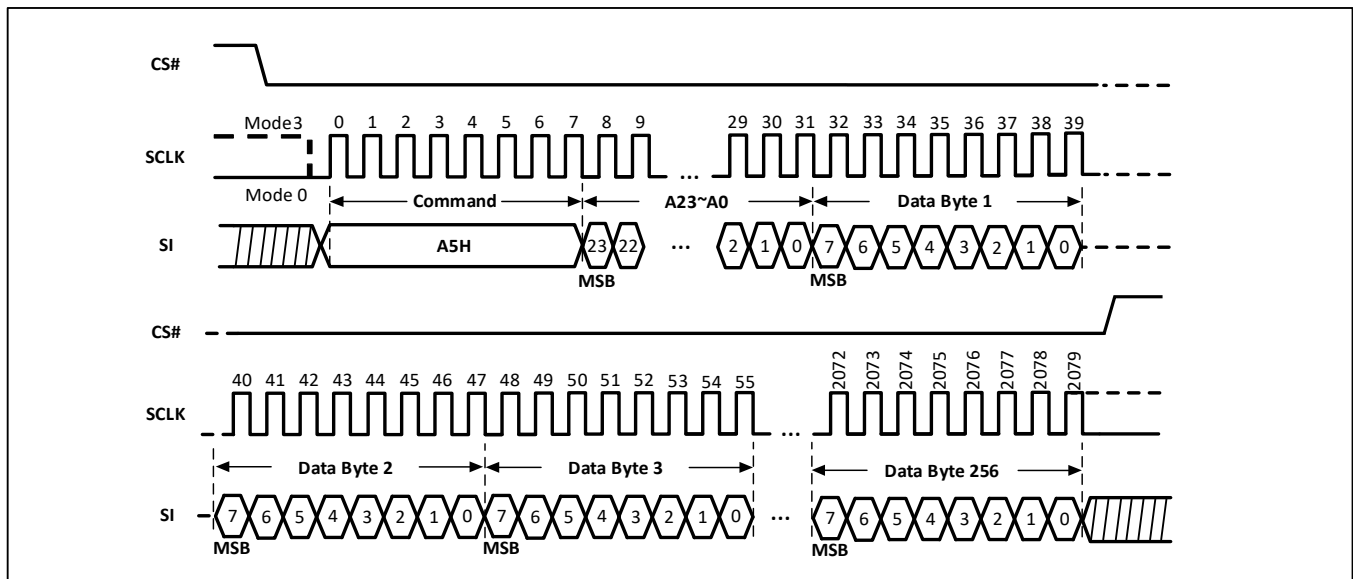 CS#
Mode3 0 1 2 3 4 5 6 7 8 9 29 30 31 32 33 34 35 36 37 38 39
SCLK ...
Mode 0 Command A23~A0 Data Byte 1
SI A5H 23 22 ... 2 1 0 7 6 5 4 3 2 1 0
MSB MSB
CS#
40 41 42 43 44 45 46 47 48 49 50 51 52 53 54 55 2072 2073 2074 2075 2076 2077 2078 2079
SCLK ...
Data Byte 2 Data Byte 3 Data Byte 256
SI 7 6 5 4 3 2 1 0 7 6 5 4 3 2 1 0 ... 7 6 5 4 3 2 1 0
MSB MSB MSB